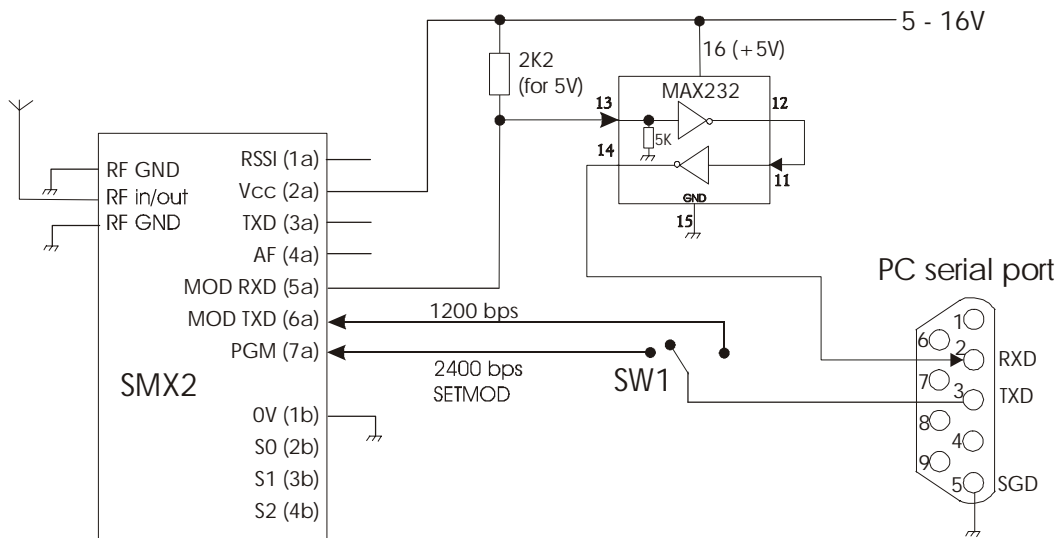 5 - 16V
2K2
(for 5V)
16 (+5V)
MAX232
13
12
5K
14
11
GND
15
RF GND
RF in/out
RF GND
RSSI (1a)
Vcc (2a)
TXD (3a)
AF (4a)
MOD RXD (5a)
MOD TXD (6a)
PGM (7a)
SMX2
0V (1b)
S0 (2b)
S1 (3b)
S2 (4b)
1200 bps
2400 bps
SETMOD
SW1
PC serial port
1
6
2
RXD
7
3
TXD
8
4
9
5
SGD